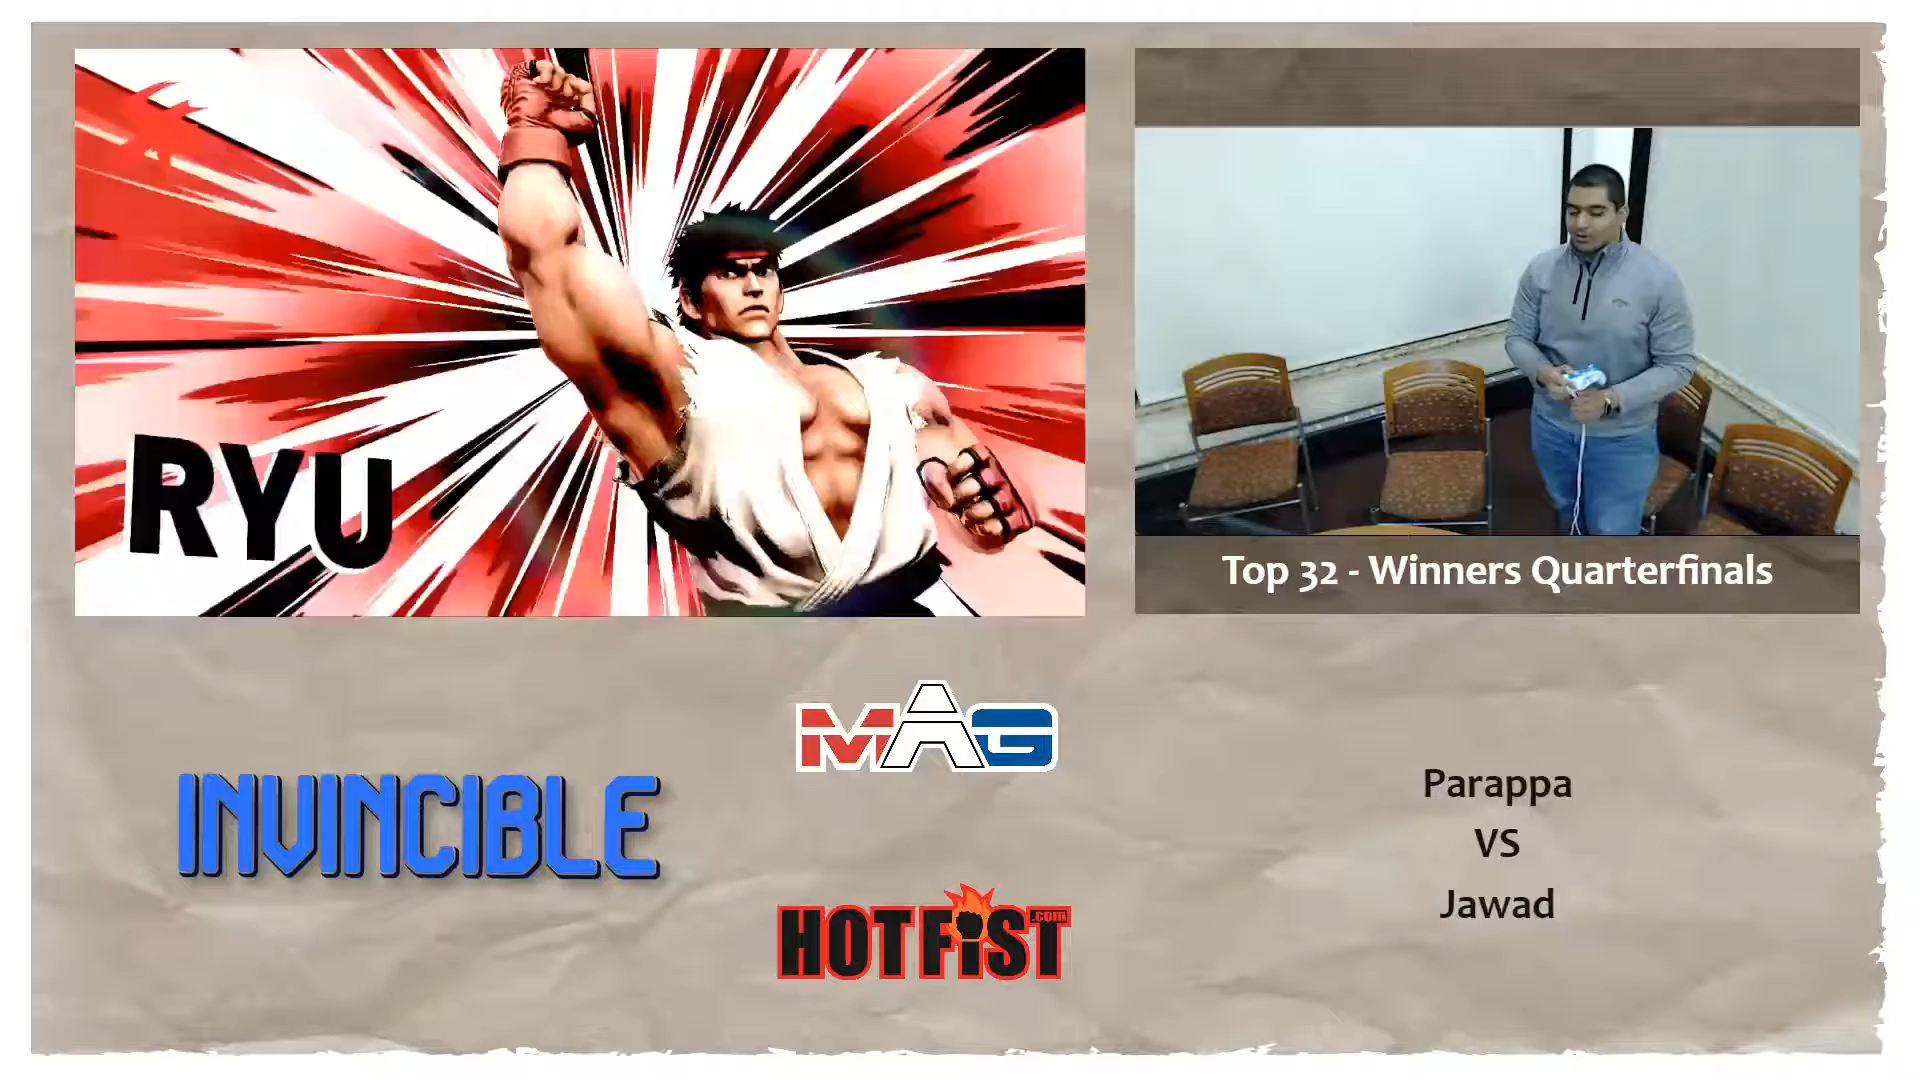 RYU
Top 32 - Winners Quarterfinals
MAG
INVINCIBLE
HOTFiST
.com
Parappa
VS
Jawad